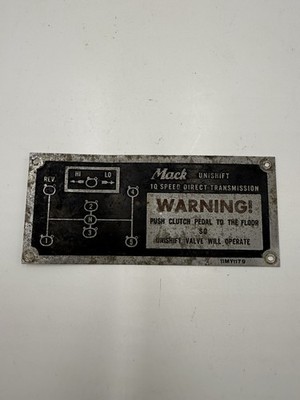 HI LO
REV.
4
2
3
1 5
Mack UNISHIFT
10 SPEED DIRECT TRANSMISSION
WARNING!
PUSH CLUTCH PEDAL TO THE FLOOR
SO
UNISHIFT VALVE WILL OPERATE